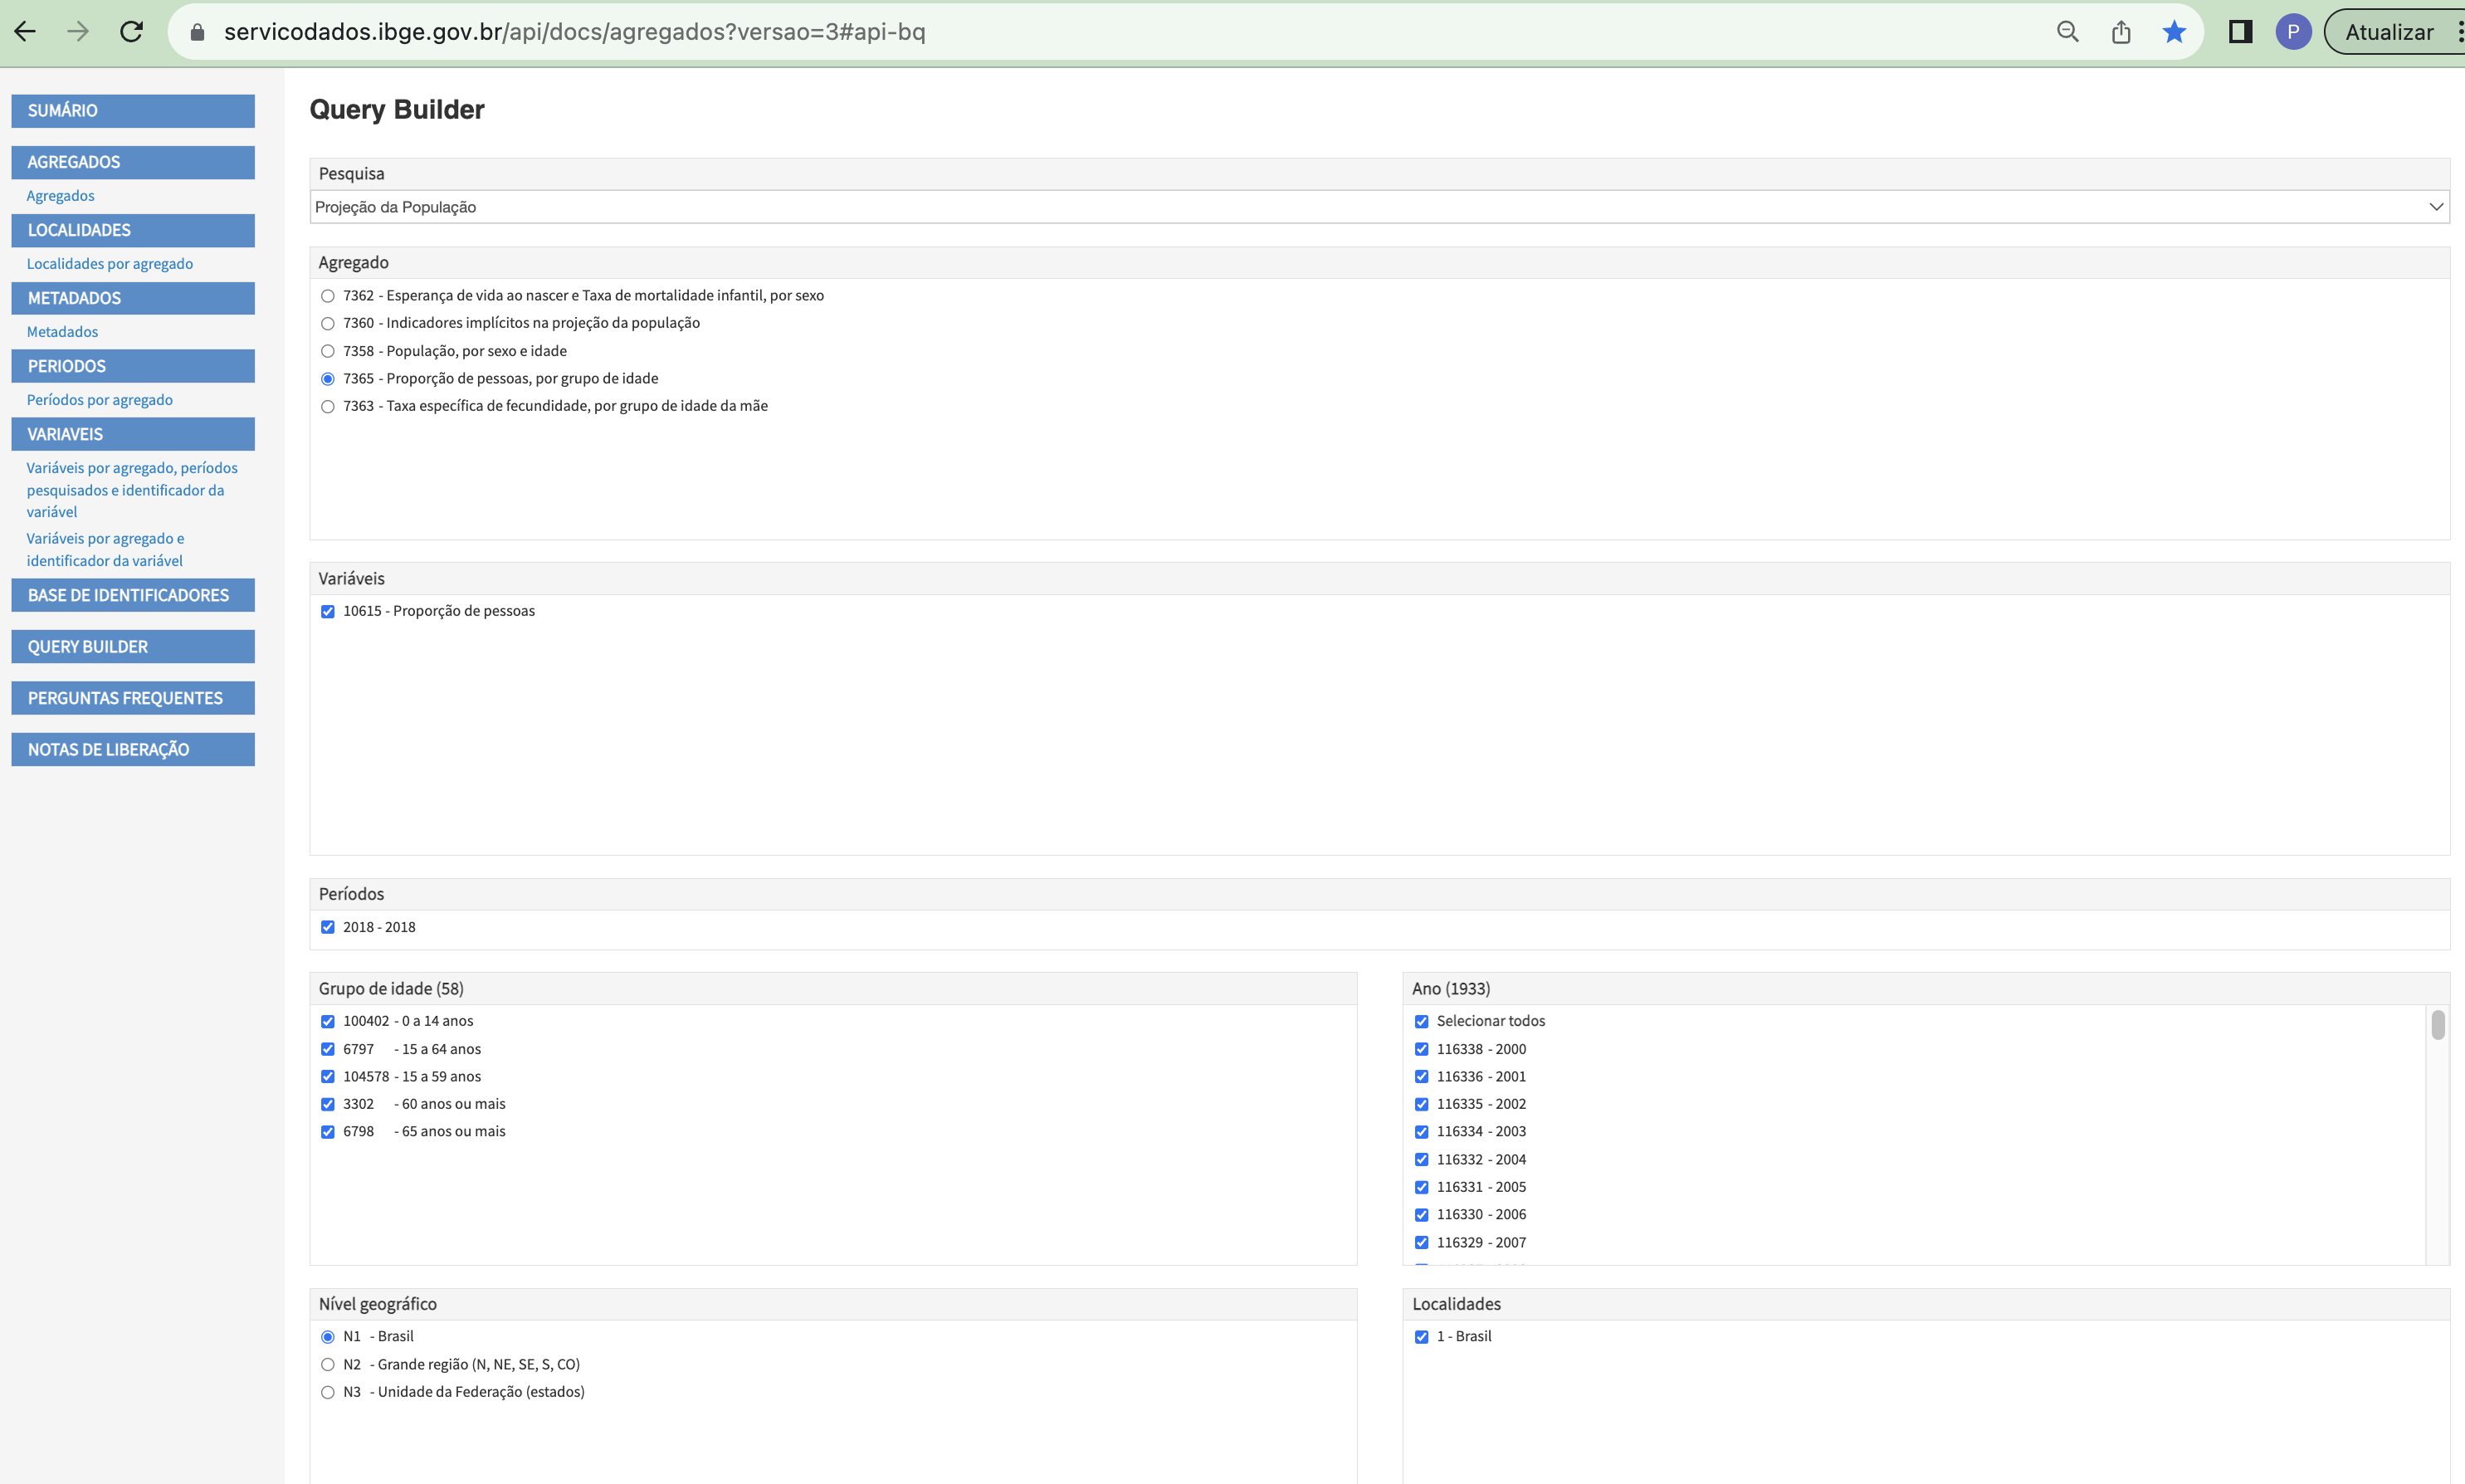 servicodados.ibge.gov.br/api/docs/agregados?versao=3#api-bq
P
Atualizar
SUMÁRIO
AGREGADOS
Agregados
LOCALIDADES
Localidades por agregado
METADADOS
Metadados
PERIODOS
Períodos por agregado
VARIAVEIS
Variáveis por agregado, períodos
pesquisados e identificador da
variável
Variáveis por agregado e
identificador da variável
BASE DE IDENTIFICADORES
QUERY BUILDER
PERGUNTAS FREQUENTES
NOTAS DE LIBERAÇÃO
Query Builder
Pesquisa
Projeção da População
Agregado
7362 - Esperança de vida ao nascer e Taxa de mortalidade infantil, por sexo
7360 - Indicadores implícitos na projeção da população
7358 - População, por sexo e idade
7365 - Proporção de pessoas, por grupo de idade
7363 - Taxa específica de fecundidade, por grupo de idade da mãe
Variáveis
10615 - Proporção de pessoas
Períodos
2018 - 2018
Grupo de idade (58)
100402 - 0 a 14 anos
6797 - 15 a 64 anos
104578 - 15 a 59 anos
3302 - 60 anos ou mais
6798 - 65 anos ou mais
Ano (1933)
Selecionar todos
116338 - 2000
116336 - 2001
116335 - 2002
116334 - 2003
116332 - 2004
116331 - 2005
116330 - 2006
116329 - 2007
Nível geográfico
N1 - Brasil
N2 - Grande região (N, NE, SE, S, CO)
N3 - Unidade da Federação (estados)
Localidades
1 - Brasil